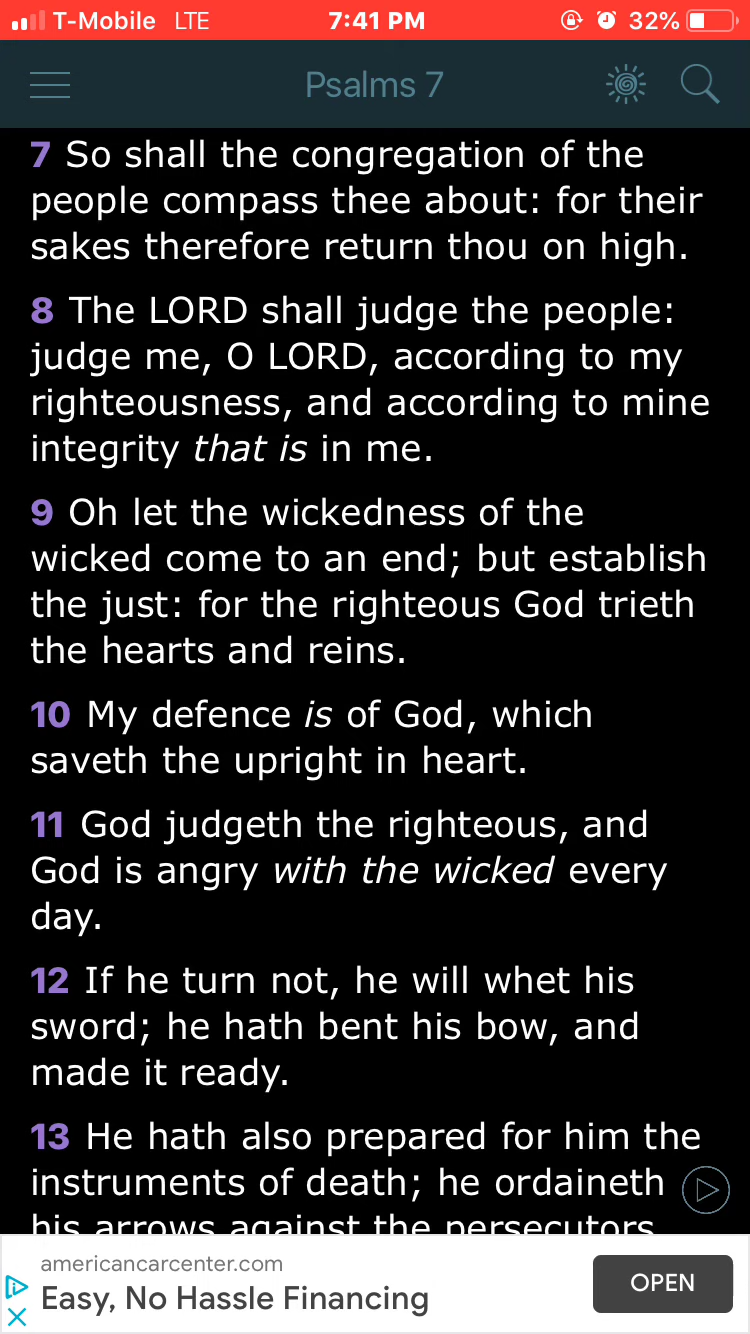 T-Mobile LTE 7:41 PM 32%
Psalms 7
7 So shall the congregation of the
people compass thee about: for their
sakes therefore return thou on high.
8 The LORD shall judge the people:
judge me, O LORD, according to my
righteousness, and according to mine
integrity that is in me.
9 Oh let the wickedness of the
wicked come to an end; but establish
the just: for the righteous God trieth
the hearts and reins.
10 My defence is of God, which
saveth the upright in heart.
11 God judgeth the righteous, and
God is angry with the wicked every
day.
12 If he turn not, he will whet his
sword; he hath bent his bow, and
made it ready.
13 He hath also prepared for him the
instruments of death; he ordaineth
his arrows against the persecutors
americancarcenter.com
Easy, No Hassle Financing
OPEN